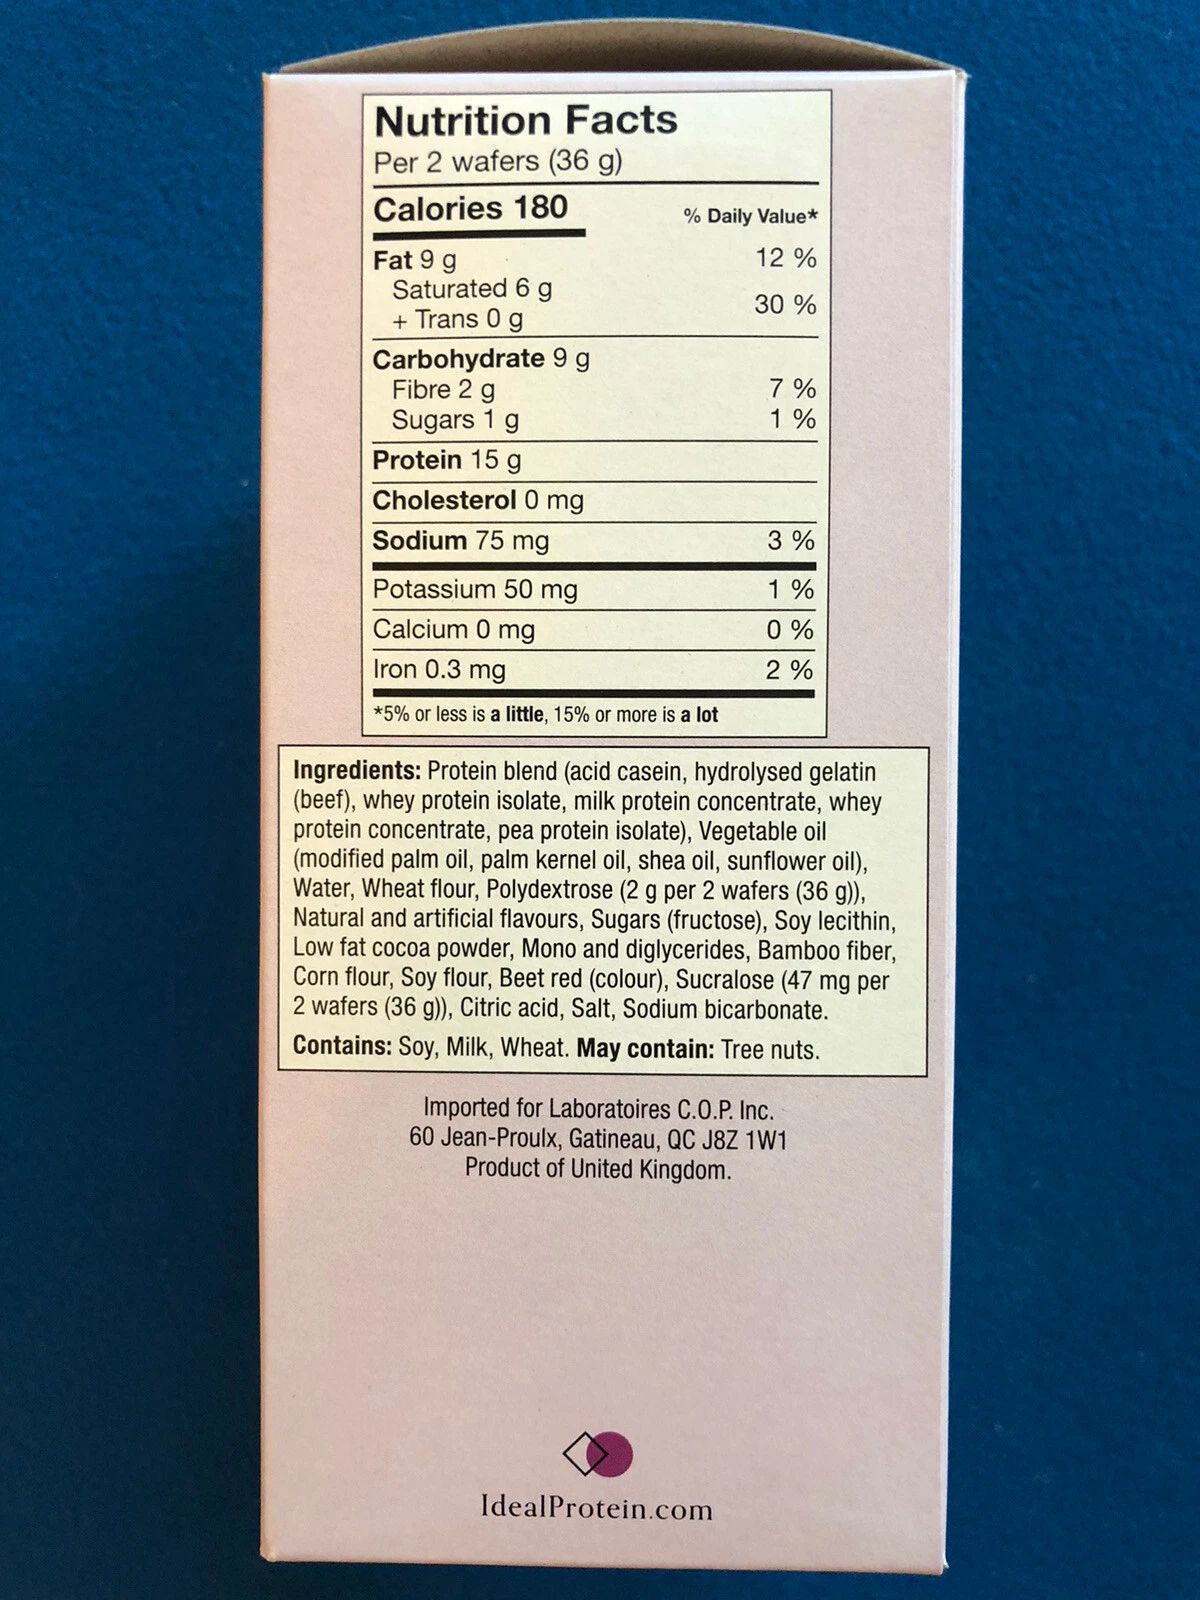 Nutrition Facts
Per 2 wafers (36 g)
Calories 180
% Daily Value*
Fat 9 g 12 %
Saturated 6 g
+ Trans 0 g 30 %
Carbohydrate 9 g
Fibre 2 g 7 %
Sugars 1 g 1 %
Protein 15 g
Cholesterol 0 mg
Sodium 75 mg 3 %
Potassium 50 mg 1 %
Calcium 0 mg 0 %
Iron 0.3 mg 2 %
*5% or less is a little, 15% or more is a lot
Ingredients: Protein blend (acid casein, hydrolysed gelatin
(beef), whey protein isolate, milk protein concentrate, whey
protein concentrate, pea protein isolate), Vegetable oil
(modified palm oil, palm kernel oil, shea oil, sunflower oil),
Water, Wheat flour, Polydextrose (2 g per 2 wafers (36 g)),
Natural and artificial flavours, Sugars (fructose), Soy lecithin,
Low fat cocoa powder, Mono and diglycerides, Bamboo fiber,
Corn flour, Soy flour, Beet red (colour), Sucralose (47 mg per
2 wafers (36 g)), Citric acid, Salt, Sodium bicarbonate.
Contains: Soy, Milk, Wheat. May contain: Tree nuts.
Imported for Laboratoires C.O.P. Inc.
60 Jean-Proulx, Gatineau, QC J8Z 1W1
Product of United Kingdom.
IdealProtein.com